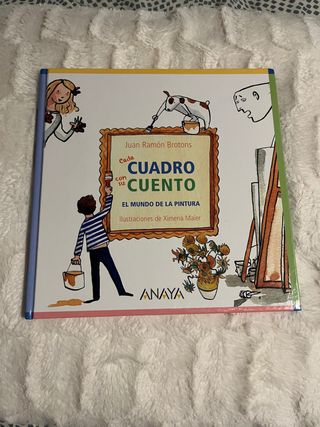 Juan Ramón Brotons
Cada
CUADRO
con su
CUENTO
EL MUNDO DE LA PINTURA
Ilustraciones de Ximena Maier
ANAYA